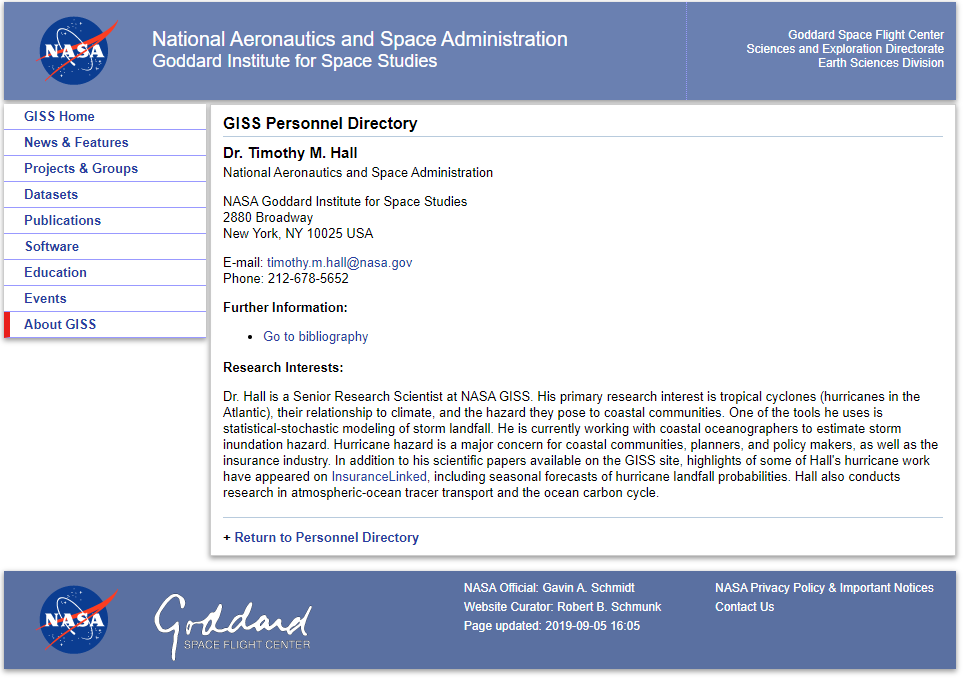 NASA
National Aeronautics and Space Administration
Goddard Institute for Space Studies
Goddard Space Flight Center
Sciences and Exploration Directorate
Earth Sciences Division
GISS Home
News & Features
Projects & Groups
Datasets
Publications
Software
Education
Events
About GISS
GISS Personnel Directory
Dr. Timothy M. Hall
National Aeronautics and Space Administration
NASA Goddard Institute for Space Studies
2880 Broadway
New York, NY 10025 USA
E-mail: timothy.m.hall@nasa.gov
Phone: 212-678-5652
Further Information:
• Go to bibliography
Research Interests:
Dr. Hall is a Senior Research Scientist at NASA GISS. His primary research interest is tropical cyclones (hurricanes in the
Atlantic), their relationship to climate, and the hazard they pose to coastal communities. One of the tools he uses is
statistical-stochastic modeling of storm landfall. He is currently working with coastal oceanographers to estimate storm
inundation hazard. Hurricane hazard is a major concern for coastal communities, planners, and policy makers, as well as the
insurance industry. In addition to his scientific papers available on the GISS site, highlights of some of Hall's hurricane work
have appeared on InsuranceLinked, including seasonal forecasts of hurricane landfall probabilities. Hall also conducts
research in atmospheric-ocean tracer transport and the ocean carbon cycle.
+ Return to Personnel Directory
NASA
Goddard
SPACE FLIGHT CENTER
NASA Official: Gavin A. Schmidt
Website Curator: Robert B. Schmunk
Page updated: 2019-09-05 16:05
NASA Privacy Policy & Important Notices
Contact Us